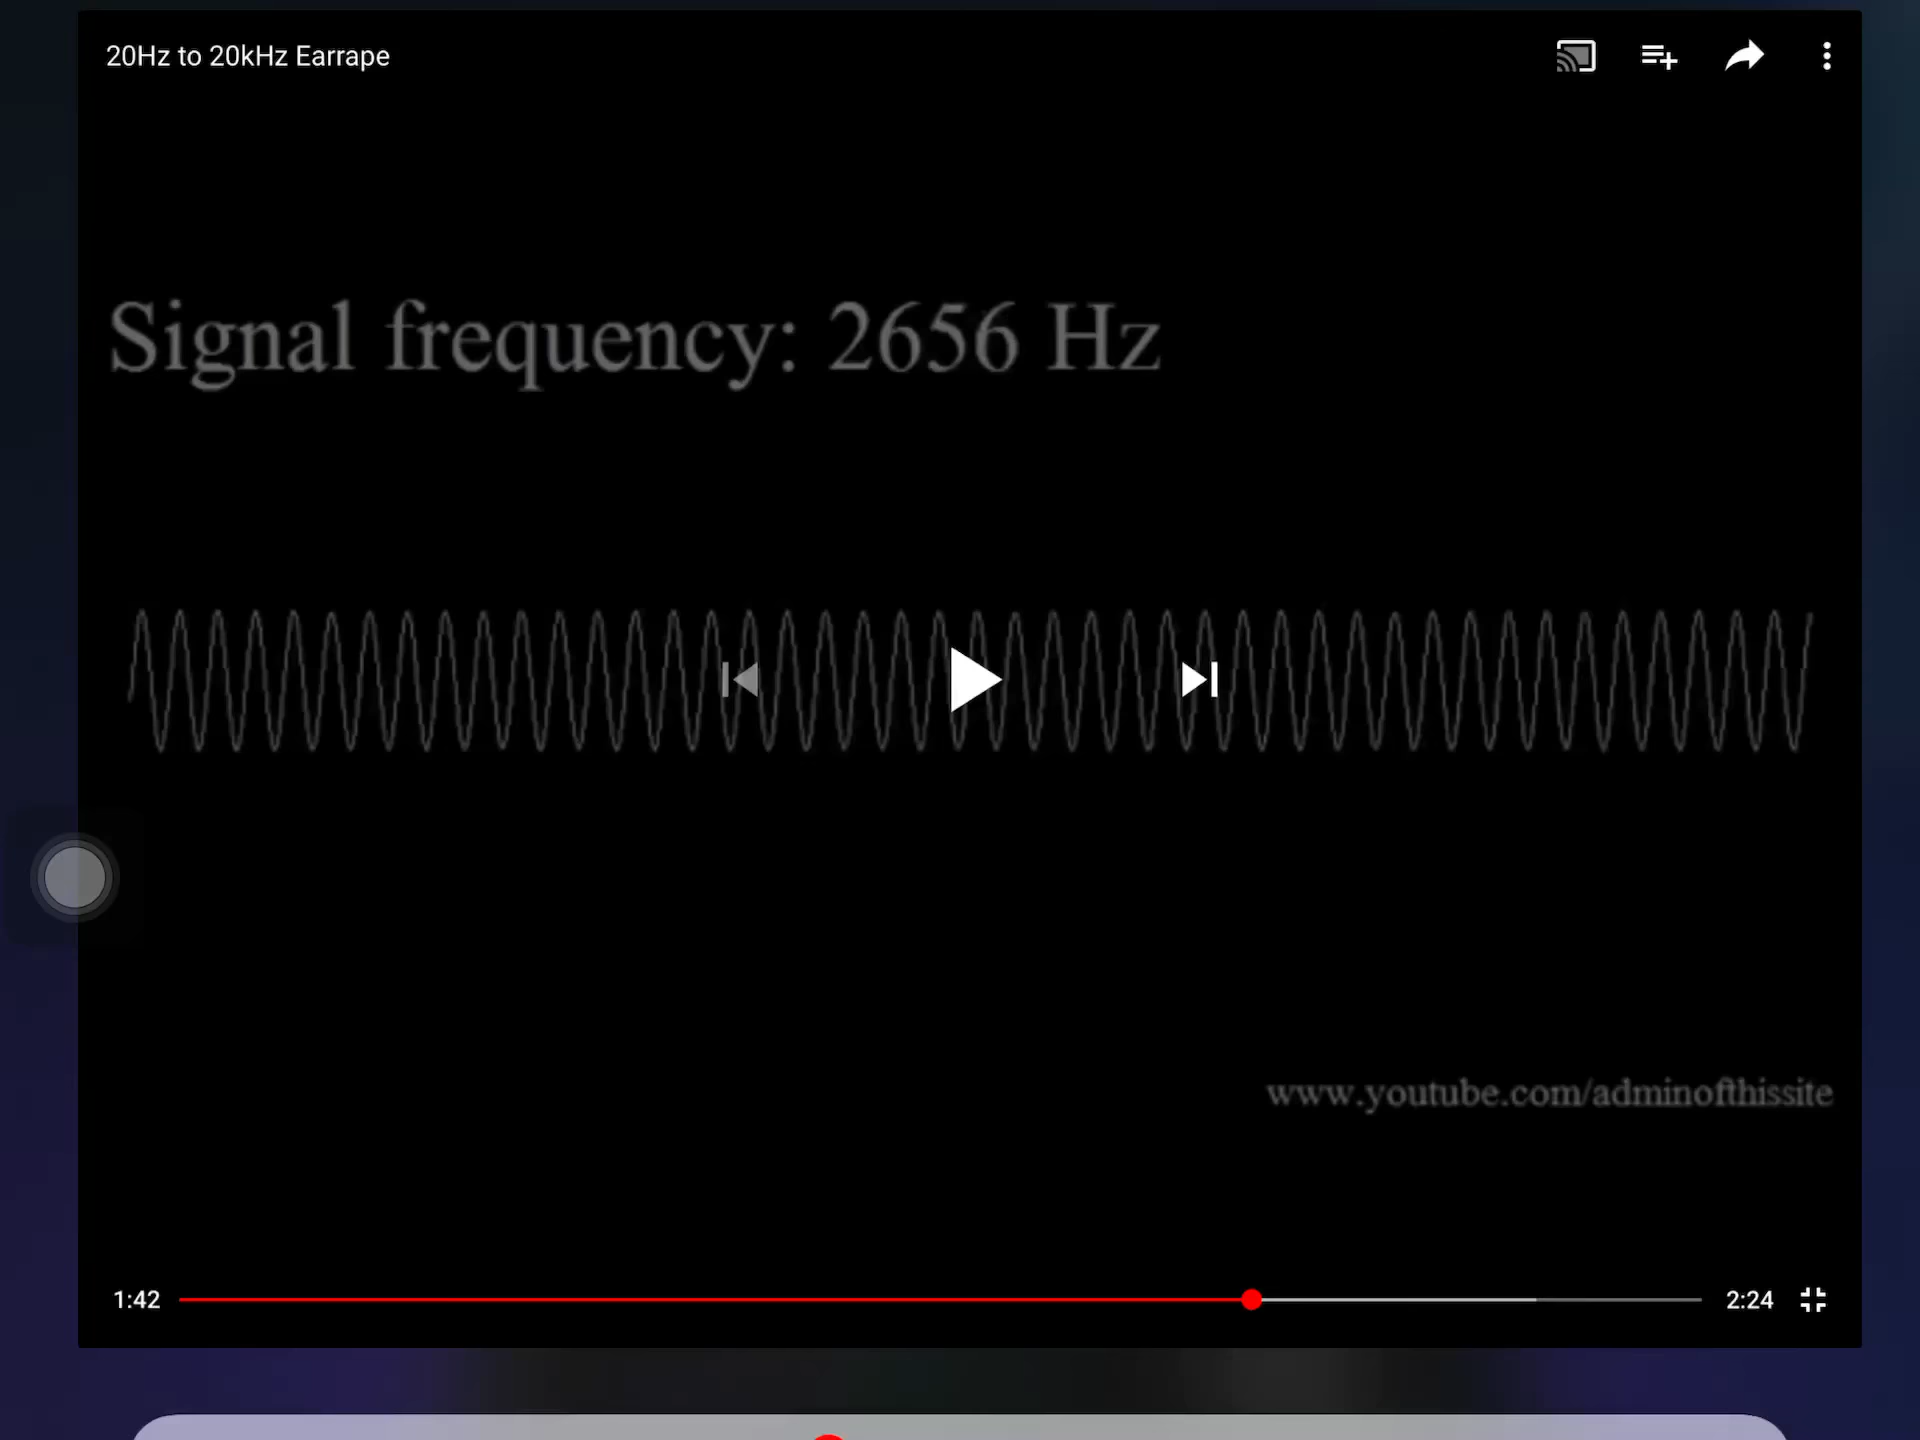 20Hz to 20kHz Earrape
Signal frequency: 2656 Hz
www.youtube.com/adminofthissite
1:42
2:24